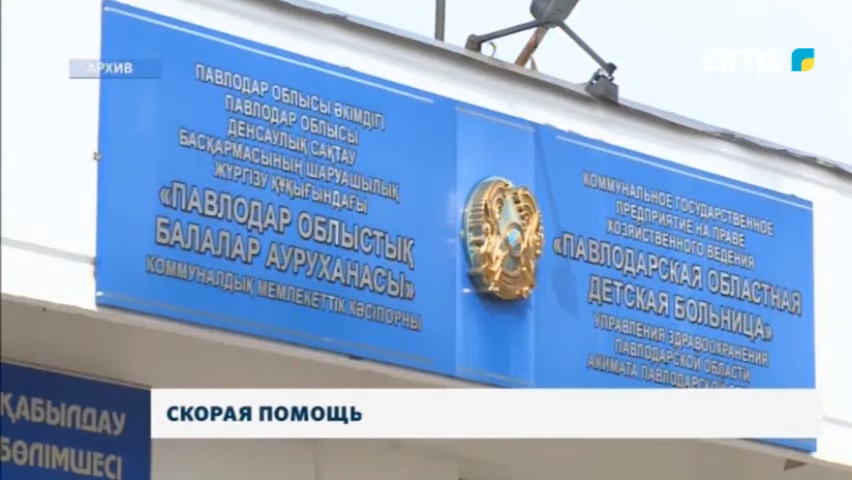 АРХИВ
ERTIS
ПАВЛОДАР ОБЛЫСЫ ӘКІМДІГІ
ПАВЛОДАР ОБЛЫСЫ
ДЕНСАУЛЫҚ САҚТАУ
БАСҚАРМАСЫНЫҢ ШАРУАШЫЛЫҚ
ЖҮРГІЗУ ҚҰҚЫҒЫНДАҒЫ
«ПАВЛОДАР ОБЛЫСТЫҚ
БАЛАЛАР АУРУХАНАСЫ»
КОММУНАЛДЫҚ МЕМЛЕКЕТТІК КӘСІПОРНЫ
КОММУНАЛЬНОЕ ГОСУДАРСТВЕННОЕ
ПРЕДПРИЯТИЕ НА ПРАВЕ
ХОЗЯЙСТВЕННОГО ВЕДЕНИЯ
«ПАВЛОДАРСКАЯ ОБЛАСТНАЯ
ДЕТСКАЯ БОЛЬНИЦА»
УПРАВЛЕНИЯ ЗДРАВООХРАНЕНИЯ
ПАВЛОДАРСКОЙ ОБЛАСТИ
АКИМАТА ПАВЛОДАРСКОЙ
ҚАБЫЛДАУ
БӨЛІМШЕСІ
СКОРАЯ ПОМОЩЬ